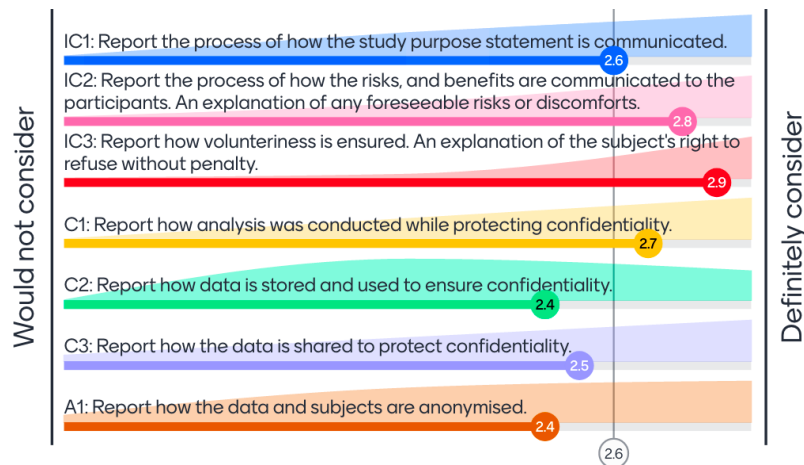 Would not consider
IC1: Report the process of how the study purpose statement is communicated.
2.6
IC2: Report the process of how the risks, and benefits are communicated to the
participants. An explanation of any foreseeable risks or discomforts.
2.8
IC3: Report how volunteriness is ensured. An explanation of the subject's right to
refuse without penalty.
2.9
C1: Report how analysis was conducted while protecting confidentiality.
2.7
C2: Report how data is stored and used to ensure confidentiality.
2.4
C3: Report how the data is shared to protect confidentiality.
2.5
A1: Report how the data and subjects are anonymised.
2.4
2.6
Definitely consider